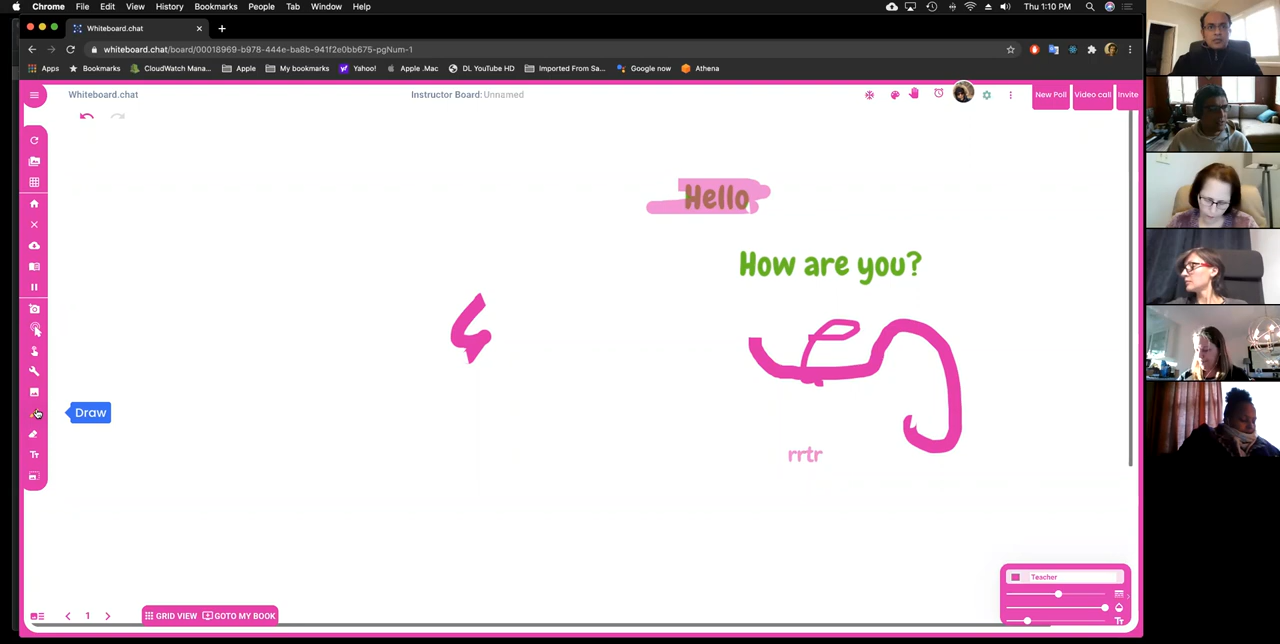 Chrome File Edit View History Bookmarks People Tab Window Help Thu 1:10 PM
Whiteboard.chat
whiteboard.chat/board/00018969-b978-444e-ba8b-941f2e0bb675-pgNum-1
Apps Bookmarks CloudWatch Mana... Apple My bookmarks Yahoo! Apple .Mac DL YouTube HD Imported From Sa... Google now Athena
Whiteboard.chat Instructor Board: Unnamed New Poll Video call Invite
Hello
How are you?
Draw
rrtr
Teacher
1 GRID VIEW GOTO MY BOOK